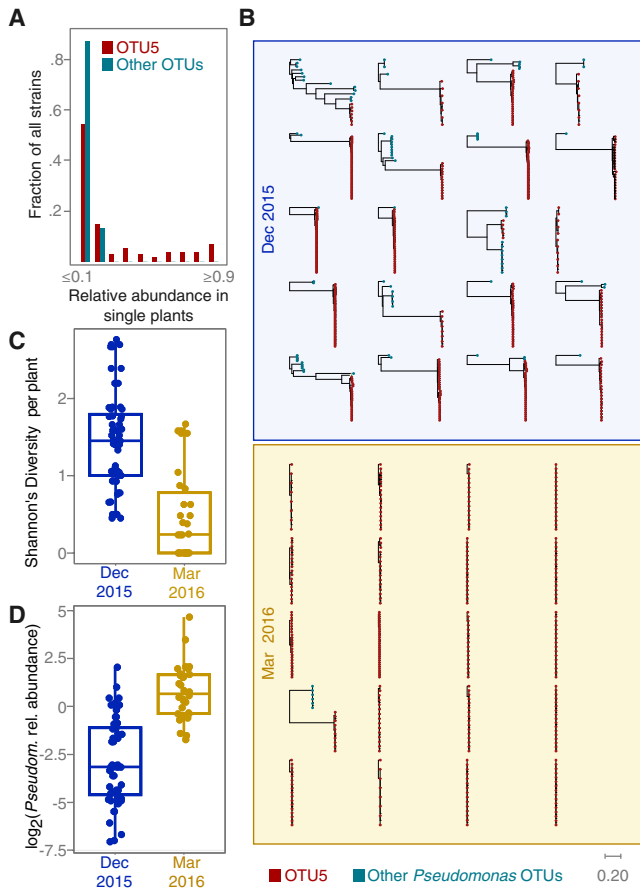 A
OTU5
Other OTUs
Fraction of all strains
.8
.6
.4
.2
≤0.1
≥0.9
Relative abundance in
single plants
B
Dec 2015
Mar 2016
C
Shannon's Diversity per plant
2
1
0
Dec
2015
Mar
2016
D
log2(Pseudom. rel. abundance)
5
2.5
0
-2.5
-5
-7.5
Dec
2015
Mar
2016
OTU5
Other Pseudomonas OTUs
0.20